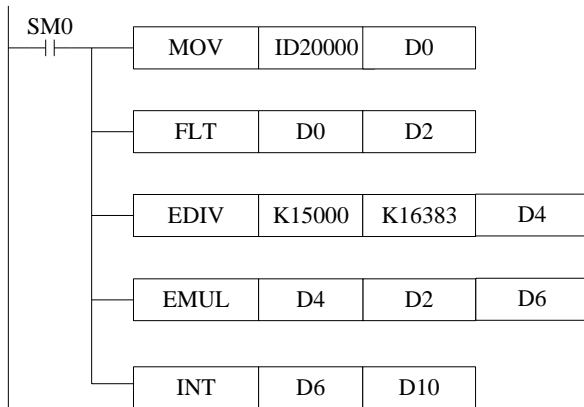 SM0
MOV ID20000 D0
FLT D0 D2
EDIV K15000 K16383 D4
EMUL D4 D2 D6
INT D6 D10